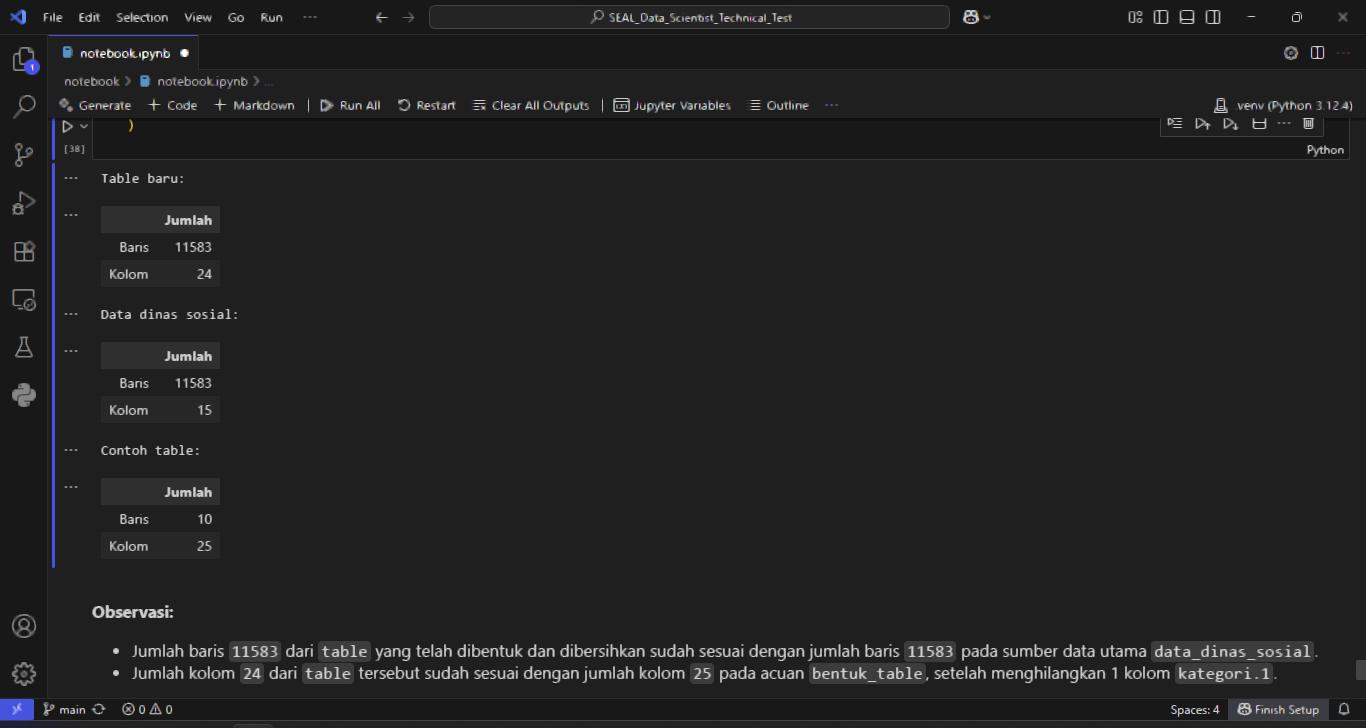 File Edit Selection View Go Run ··· SEAL_Data_Scientist_Technical_Test
1
notebook.ipynb
notebook > notebook.ipynb > ...
Generate + Code + Markdown | Run All Restart Clear All Outputs | Jupyter Variables Outline ··· .venv (Python 3.12.4)
)
[38]
Python
Table baru:
Jumlah
Baris 11583
Kolom 24
Data dinas sosial:
Jumlah
Baris 11583
Kolom 15
Contoh table:
Jumlah
Baris 10
Kolom 25
Observasi:
• Jumlah baris 11583 dari table yang telah dibentuk dan dibersihkan sudah sesuai dengan jumlah baris 11583 pada sumber data utama data_dinas_sosial.
• Jumlah kolom 24 dari table tersebut sudah sesuai dengan jumlah kolom 25 pada acuan bentuk_table, setelah menghilangkan 1 kolom kategori.1.
main 0 0 Spaces: 4 Finish Setup